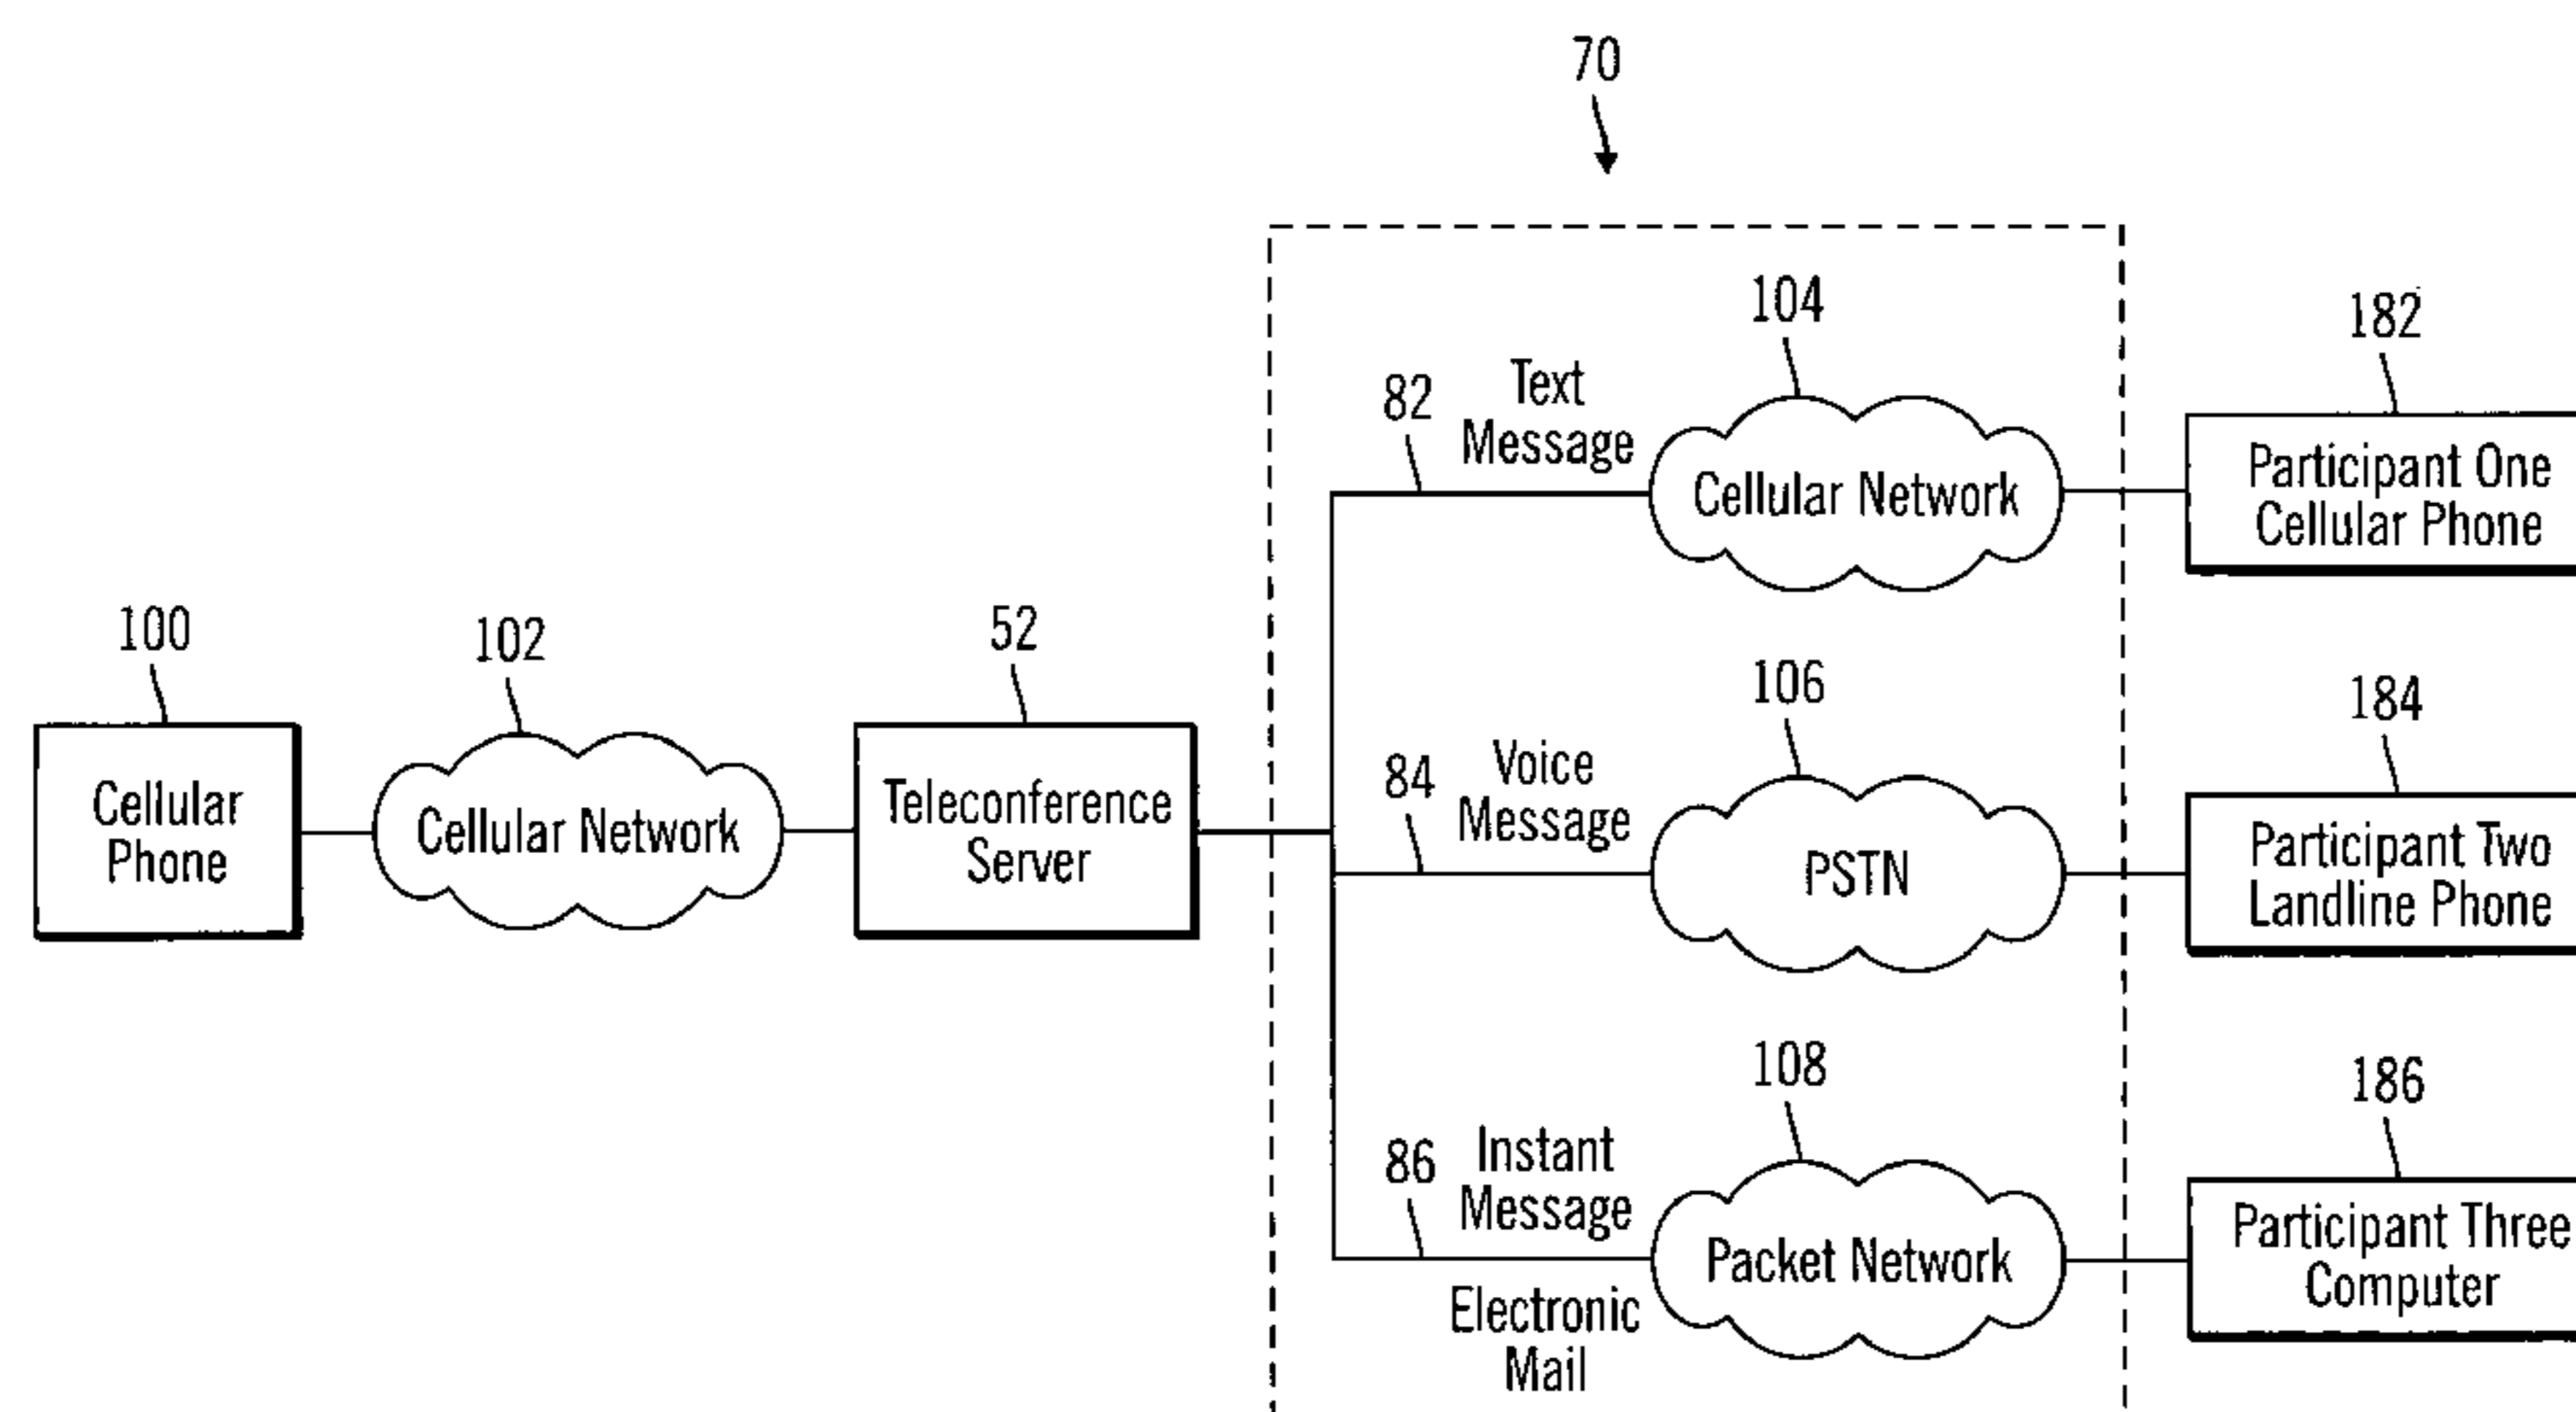 70
104
182
82
Text
Message
Cellular Network
Participant One
Cellular Phone
100
102
52
106
184
84
Voice
Message
Cellular
Phone
Cellular Network
Teleconference
Server
PSTN
Participant Two
Landline Phone
108
186
86
Instant
Message
Packet Network
Participant Three
Computer
Electronic
Mail